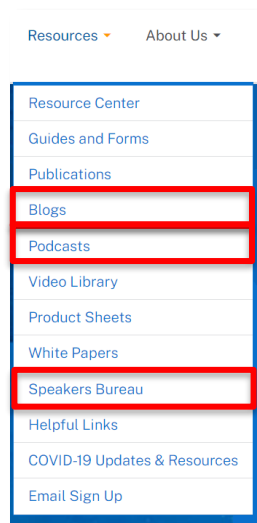 Resources About Us
Resource Center
Guides and Forms
Publications
Blogs
Podcasts
Video Library
Product Sheets
White Papers
Speakers Bureau
Helpful Links
COVID-19 Updates & Resources
Email Sign Up